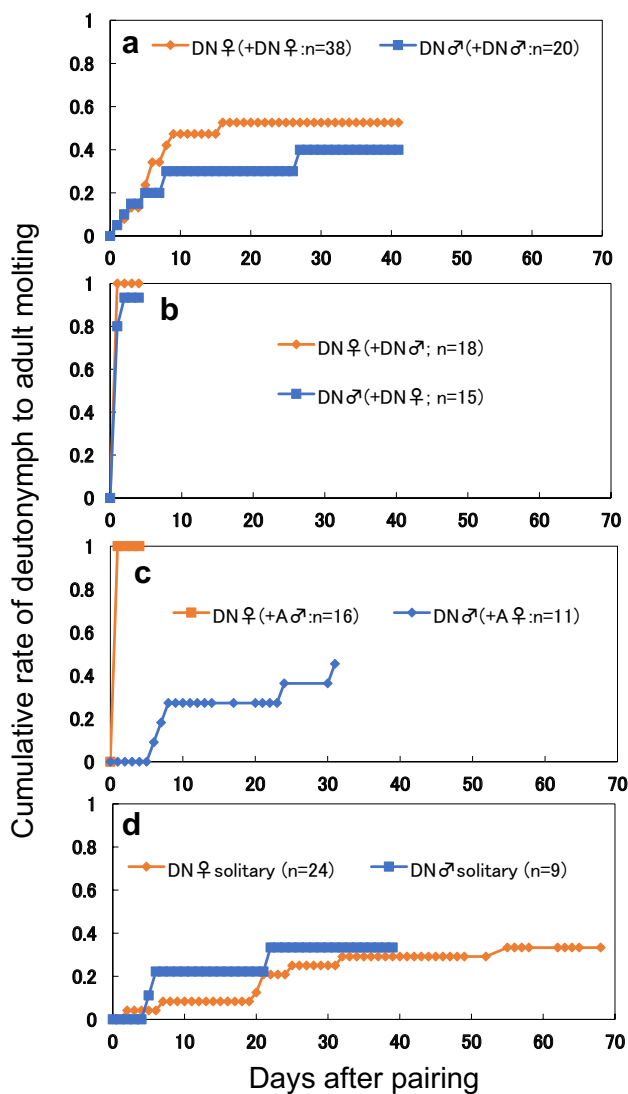 Cumulative rate of deutonymph to adult molting
a
DN♀(+DN♀:n=38) DN♂(+DN♂:n=20)
1
0.8
0.6
0.4
0.2
0
0 10 20 30 40 50 60 70
b
DN♀(+DN♂; n=18)
DN♂(+DN♀; n=15)
1
0.8
0.6
0.4
0.2
0
0 10 20 30 40 50 60 70
c
DN♀(+A♂:n=16) DN♂(+A♀:n=11)
1
0.8
0.6
0.4
0.2
0
0 10 20 30 40 50 60 70
d
DN♀solitary (n=24) DN♂solitary (n=9)
1
0.8
0.6
0.4
0.2
0
0 10 20 30 40 50 60 70
Days after pairing